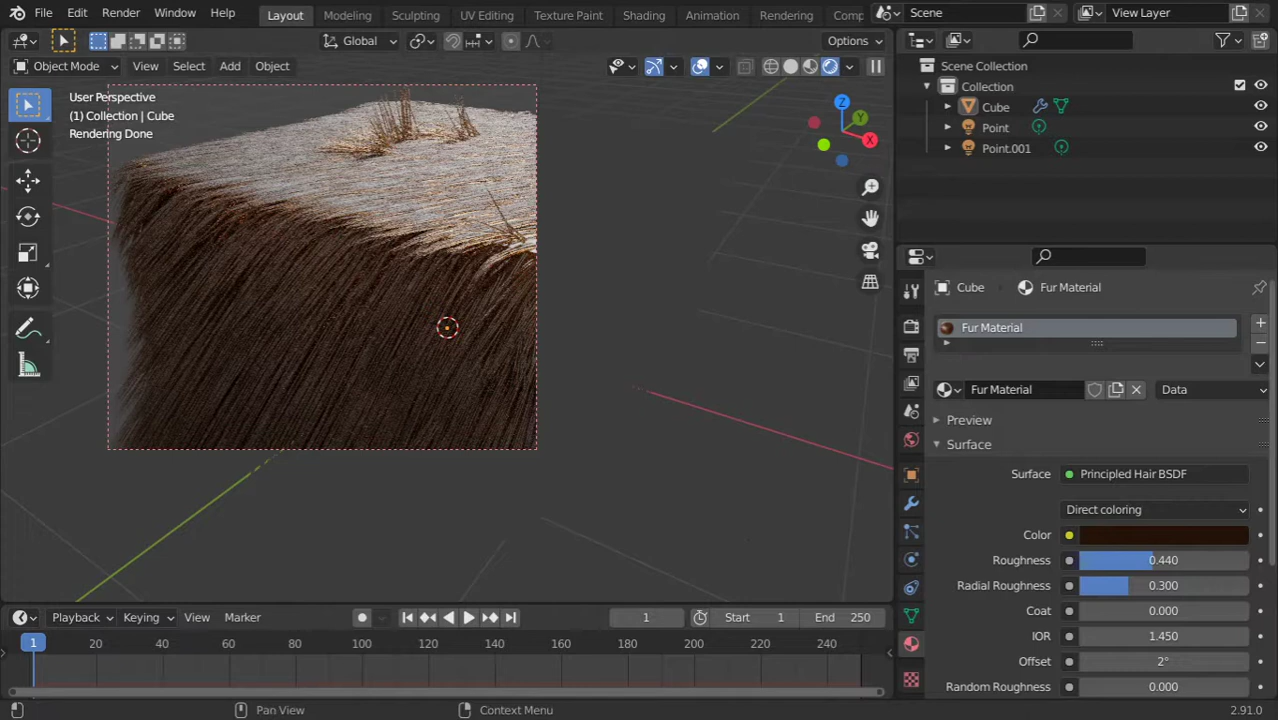 File Edit Render Window Help Layout Modeling Sculpting UV Editing Texture Paint Shading Animation Rendering Comp Scene View Layer
Global Options
Object Mode View Select Add Object
User Perspective
(1) Collection | Cube
Rendering Done
Z
Y
X
Scene Collection
Collection
Cube
Point
Point.001
Cube Fur Material
Fur Material
Fur Material Data
Preview
Surface
Surface Principled Hair BSDF
Direct coloring
Color
Roughness 0.440
Radial Roughness 0.300
Coat 0.000
IOR 1.450
Offset 2°
Random Roughness 0.000
Playback Keying View Marker 1 Start 1 End 250
1 20 40 60 80 100 120 140 160 180 200 220 240
Pan View Context Menu 2.91.0